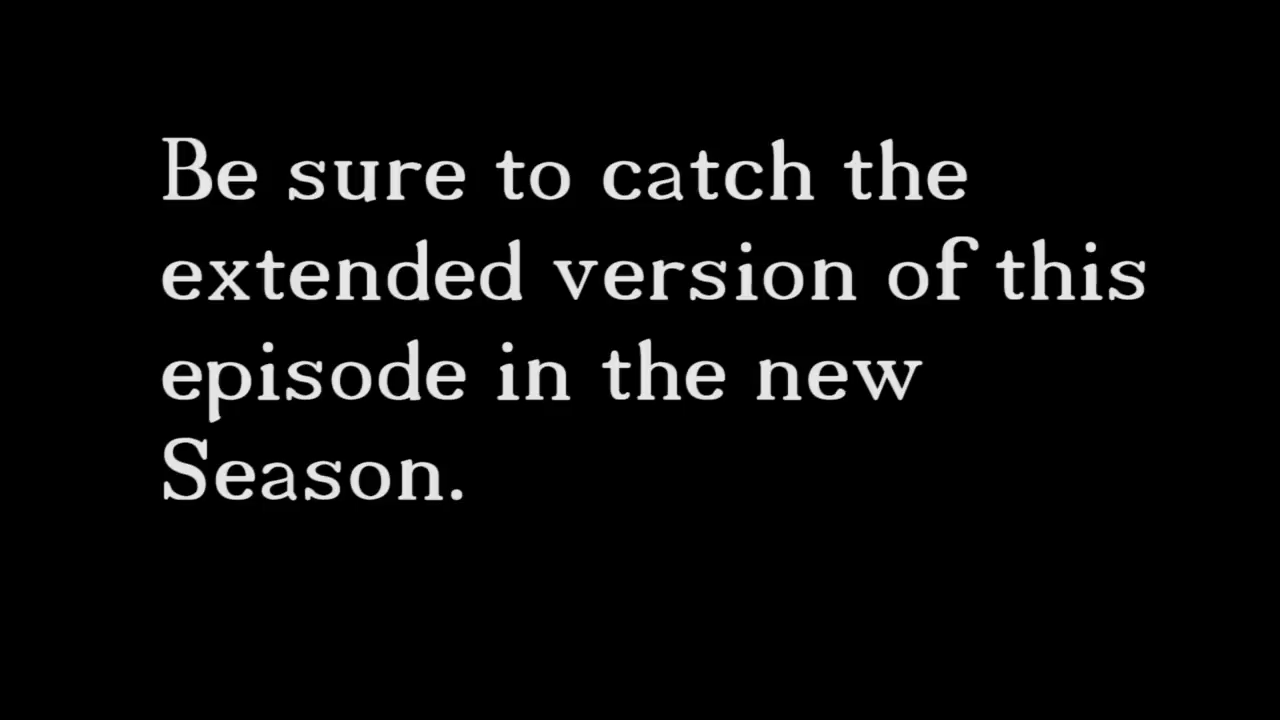 Be sure to catch the
extended version of this
episode in the new
Season.